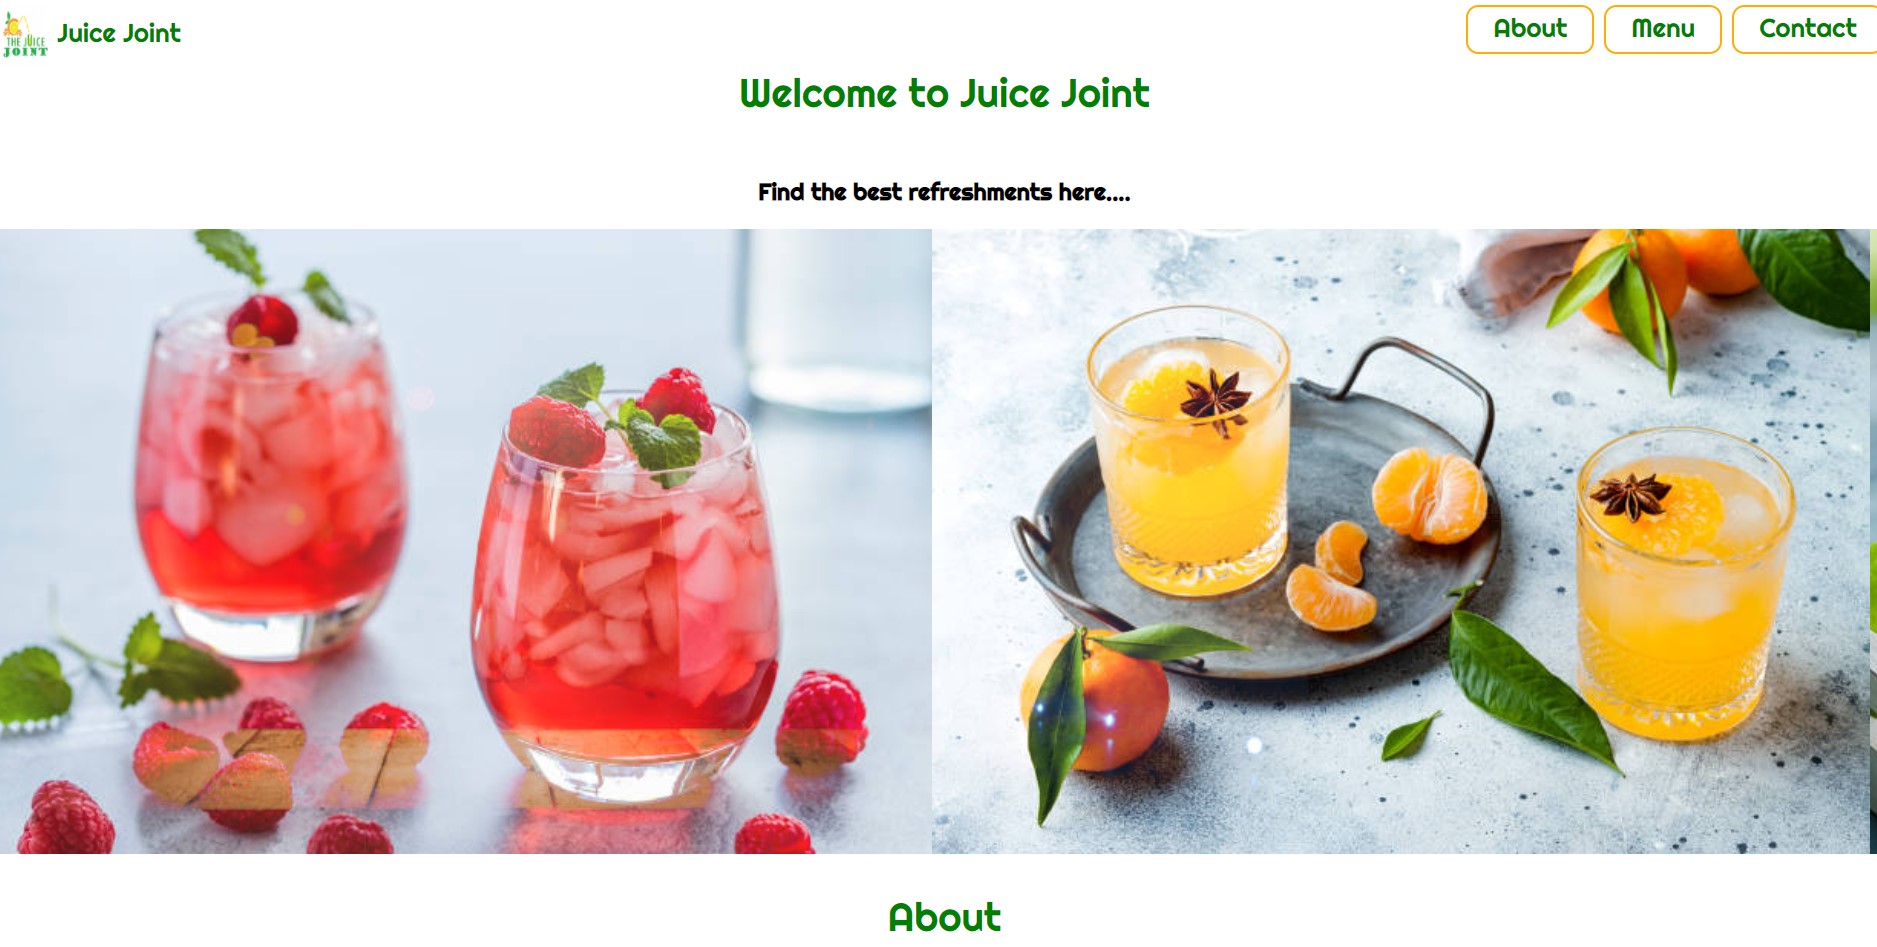 THE JUICE
JOINT
Juice Joint
About
Menu
Contact
Welcome to Juice Joint
Find the best refreshments here....
About